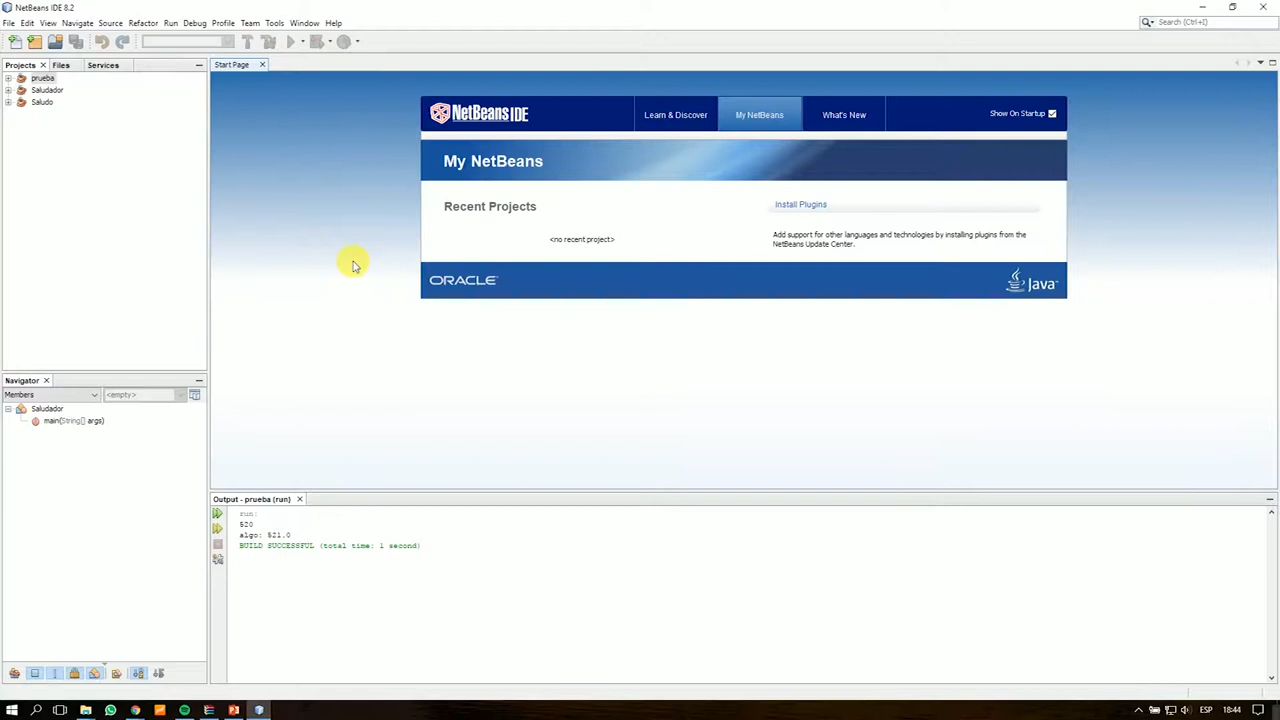 NetBeans IDE 8.2
File Edit View Navigate Source Refactor Run Debug Profile Team Tools Window Help
Search (Ctrl+I)
Projects Files Services
Start Page
prueba
Saludador
Saludo
NetBeans IDE
Learn & Discover
My NetBeans
What's New
Show On Startup
My NetBeans
Recent Projects
<no recent project>
Install Plugins
Add support for other languages and technologies by installing plugins from the
NetBeans Update Center.
ORACLE
Java
Navigator
Members
<empty>
Saludador
main(String[] args)
Output - prueba (run)
run:
520
algo: 521.0
BUILD SUCCESSFUL (total time: 1 second)
ESP
18:44